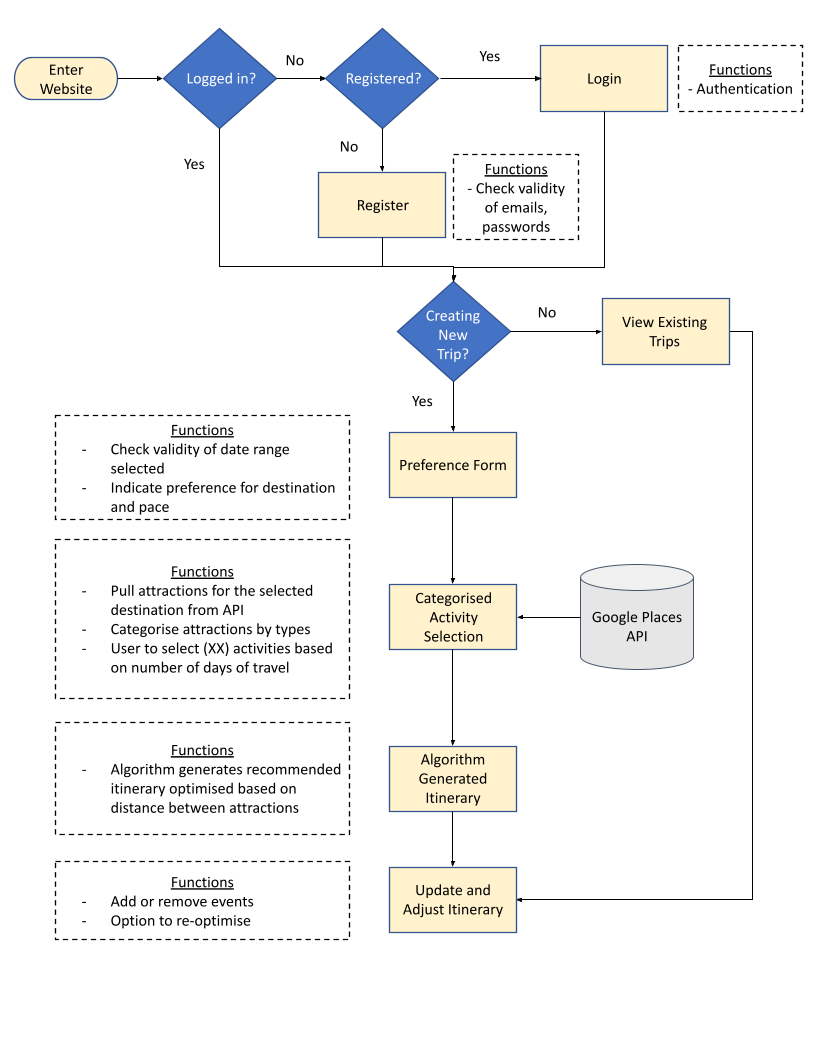 Enter
Website
Logged in?
No
Registered?
Yes
Login
Functions
- Authentication
Yes
No
Register
Functions
- Check validity
of emails,
passwords
Creating
New
Trip?
No
View Existing
Trips
Yes
Functions
- Check validity of date range
selected
- Indicate preference for destination
and pace
Preference Form
Functions
- Pull attractions for the selected
destination from API
- Categorise attractions by types
- User to select (XX) activities based
on number of days of travel
Categorised
Activity
Selection
Google Places
API
Functions
- Algorithm generates recommended
itinerary optimised based on
distance between attractions
Algorithm
Generated
Itinerary
Functions
- Add or remove events
- Option to re-optimise
Update and
Adjust Itinerary